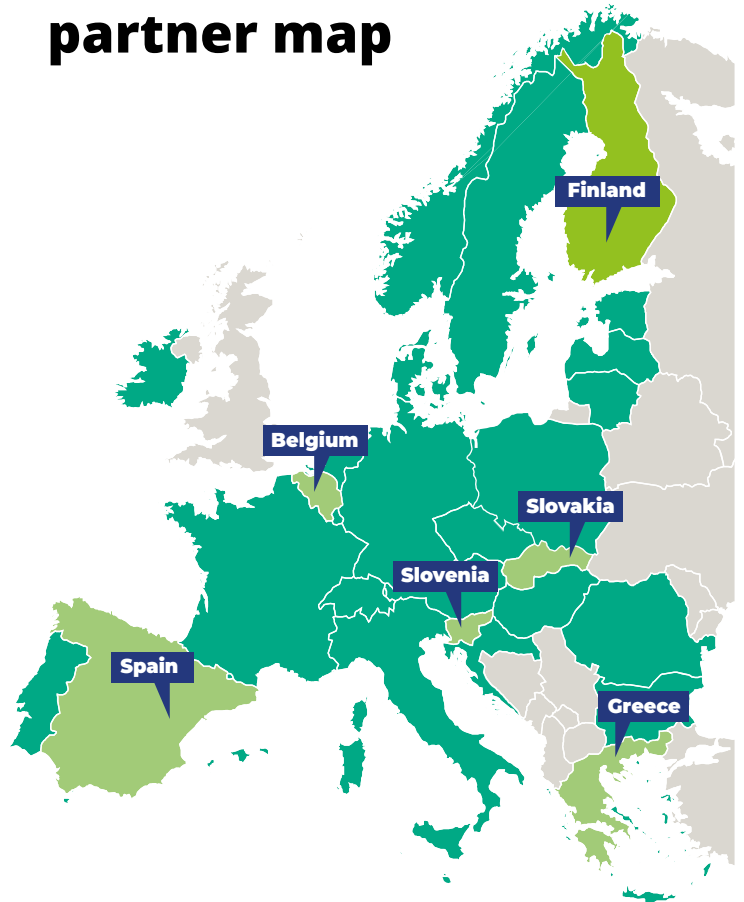 partner map
Finland
Belgium
Slovakia
Slovenia
Spain
Greece